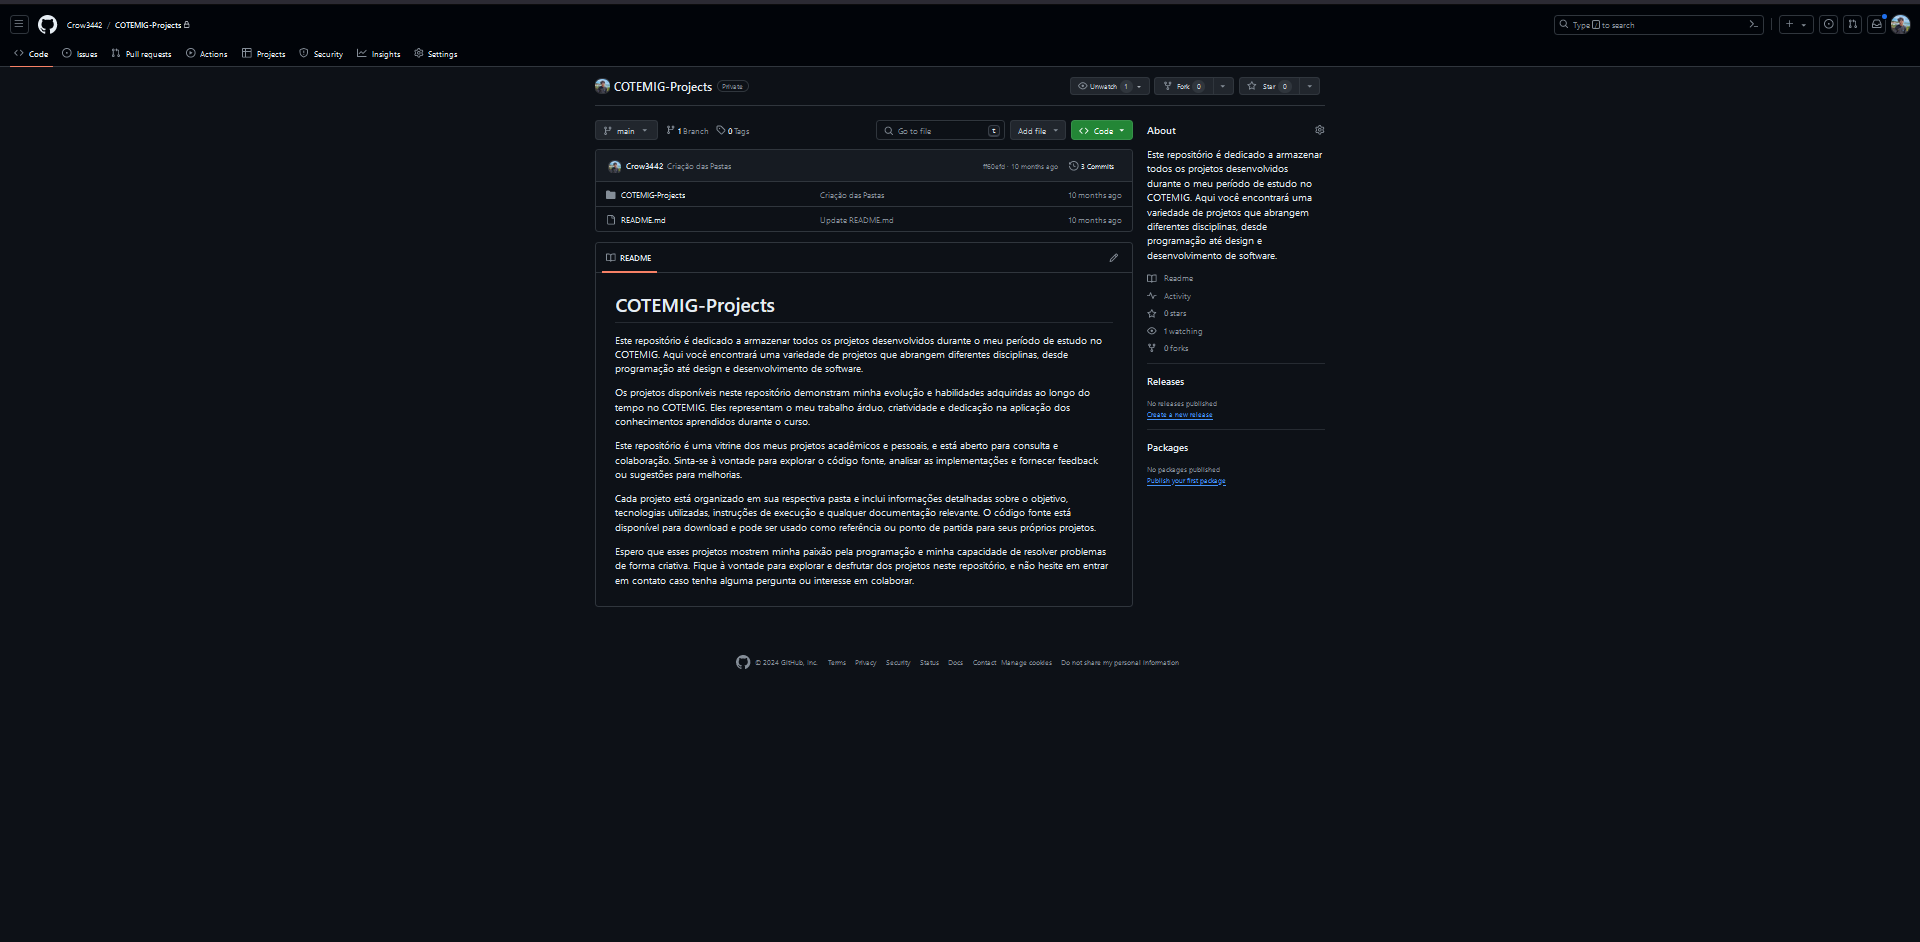 Crow3442 / COTEMIG-Projects
Type / to search
Code Issues Pull requests Actions Projects Security Insights Settings
COTEMIG-Projects Private
Unwatch 1 Fork 0 Star 0
main 1 Branch 0 Tags
Go to file t Add file Code
Crow3442 Criação das Pastas ff60efd · 10 months ago 3 Commits
COTEMIG-Projects Criação das Pastas 10 months ago
README.md Update README.md 10 months ago
README
COTEMIG-Projects
Este repositório é dedicado a armazenar todos os projetos desenvolvidos durante o meu período de estudo no
COTEMIG. Aqui você encontrará uma variedade de projetos que abrangem diferentes disciplinas, desde
programação até design e desenvolvimento de software.
Os projetos disponíveis neste repositório demonstram minha evolução e habilidades adquiridas ao longo do
tempo no COTEMIG. Eles representam o meu trabalho árduo, criatividade e dedicação na aplicação dos
conhecimentos aprendidos durante o curso.
Este repositório é uma vitrine dos meus projetos acadêmicos e pessoais, e está aberto para consulta e
colaboração. Sinta-se à vontade para explorar o código fonte, analisar as implementações e fornecer feedback
ou sugestões para melhorias.
Cada projeto está organizado em sua respectiva pasta e inclui informações detalhadas sobre o objetivo,
tecnologias utilizadas, instruções de execução e qualquer documentação relevante. O código fonte está
disponível para download e pode ser usado como referência ou ponto de partida para seus próprios projetos.
Espero que esses projetos mostrem minha paixão pela programação e minha capacidade de resolver problemas
de forma criativa. Fique à vontade para explorar e desfrutar dos projetos neste repositório, e não hesite em entrar
em contato caso tenha alguma pergunta ou interesse em colaborar.
About
Este repositório é dedicado a armazenar
todos os projetos desenvolvidos
durante o meu período de estudo no
COTEMIG. Aqui você encontrará uma
variedade de projetos que abrangem
diferentes disciplinas, desde
programação até design e
desenvolvimento de software.
Readme
Activity
0 stars
1 watching
0 forks
Releases
No releases published
Create a new release
Packages
No packages published
Publish your first package
© 2024 GitHub, Inc. Terms Privacy Security Status Docs Contact Manage cookies Do not share my personal information